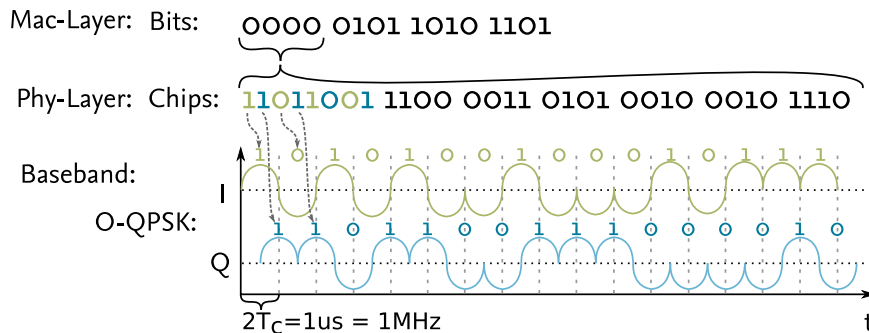 Mac-Layer: Bits: 0000 0101 1010 1101
Phy-Layer: Chips: 11011001 1100 0011 0101 0010 0010 1110
1 0 1 0 1 0 0 1 0 0 0 1 0 1 1 1
Baseband:
I
O-QPSK: 1 1 0 1 1 0 0 1 1 1 0 0 0 0 1 0
Q
2Tc=1us = 1MHz
t